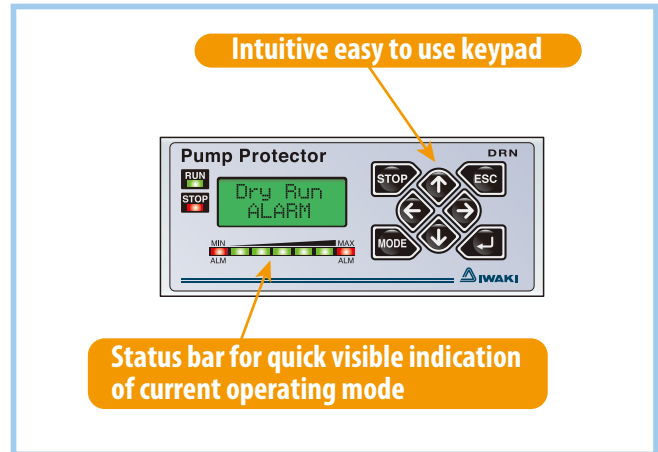 Intuitive easy to use keypad
Pump Protector
DRN
RUN
STOP
Dry Run
ALARM
STOP
ESC
MODE
MIN
MAX
ALM
ALM
IWAKI
Status bar for quick visible indication
of current operating mode